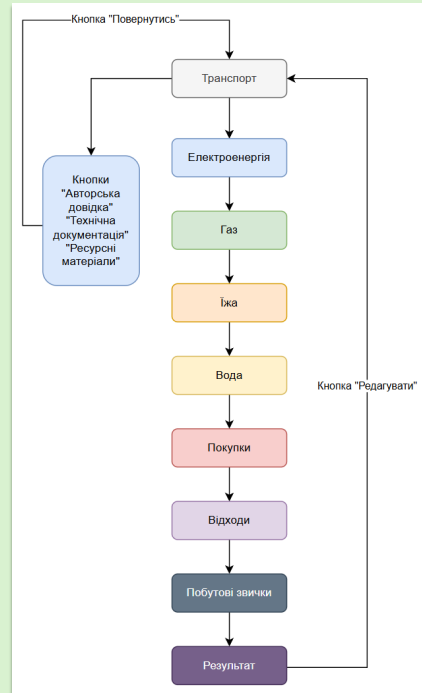 Кнопка "Повернутись"
Транспорт
Електроенергія
Кнопки
"Авторська
довідка"
"Технічна
документація"
"Ресурсні
матеріали"
Газ
Їжа
Вода
Кнопка "Редагувати"
Покупки
Відходи
Побутові звички
Результат